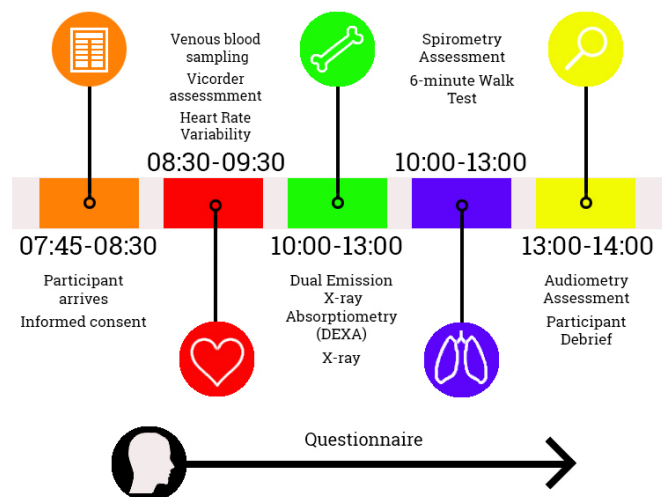 Venous blood
sampling
Vicorder
assessmment
Heart Rate
Variability
08:30-09:30
Spirometry
Assessment
6-minute Walk
Test
10:00-13:00
07:45-08:30
Participant
arrives
Informed consent
10:00-13:00
Dual Emission
X-ray
Absorptiometry
(DEXA)
X-ray
13:00-14:00
Audiometry
Assessment
Participant
Debrief
Questionnaire